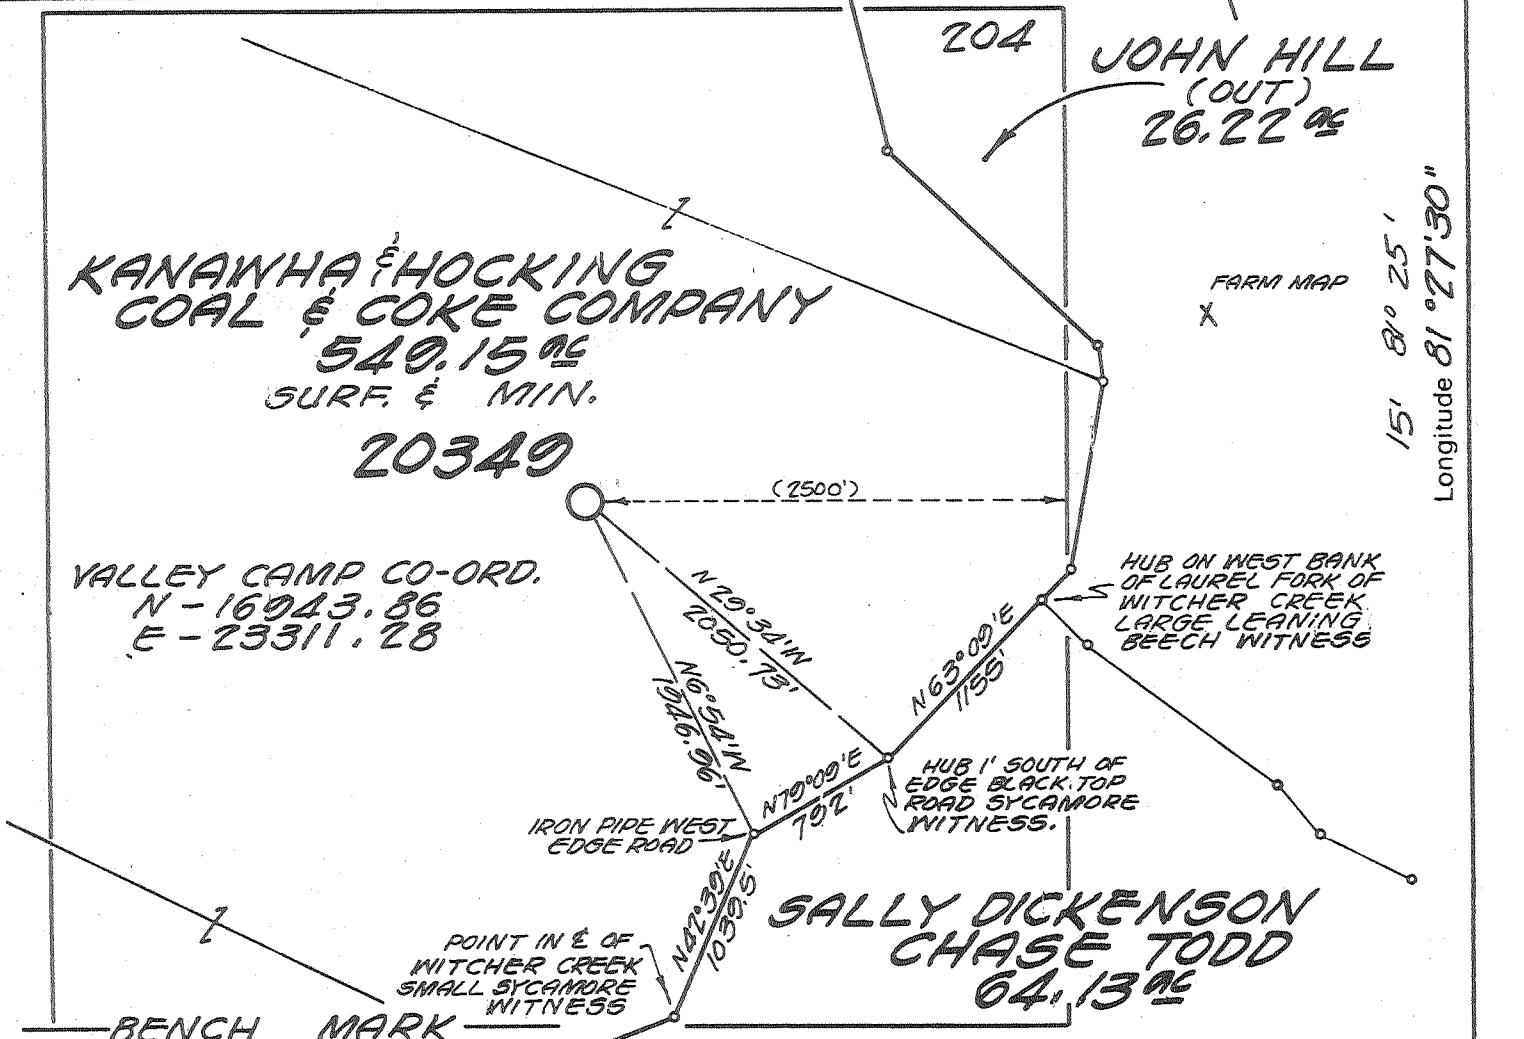 204
JOHN HILL
(OUT)
26.22 ac
KANAWHA & HOCKING
COAL & COKE COMPANY
549.15 ac
SURF. & MIN.
20349
FARM MAP
X
15' 81° 25'
Longitude 81°27'30"
(2500')
VALLEY CAMP CO-ORD.
N - 16943.86
E - 23311.28
N29°34'W
2050.73'
N6°54'W
1946.96'
N63°09'E
1155'
HUB ON WEST BANK
OF LAUREL FORK OF
WITCHER CREEK
LARGE LEANING
BEECH WITNESS
N79°09'E
792'
HUB 1' SOUTH OF
EDGE BLACK TOP
ROAD SYCAMORE
WITNESS.
IRON PIPE WEST
EDGE ROAD
N42°39'E
1039.5'
SALLY DICKENSON
CHASE TODD
64.13 ac
POINT IN ℄ OF
WITCHER CREEK
SMALL SYCAMORE
WITNESS
BENCH MARK